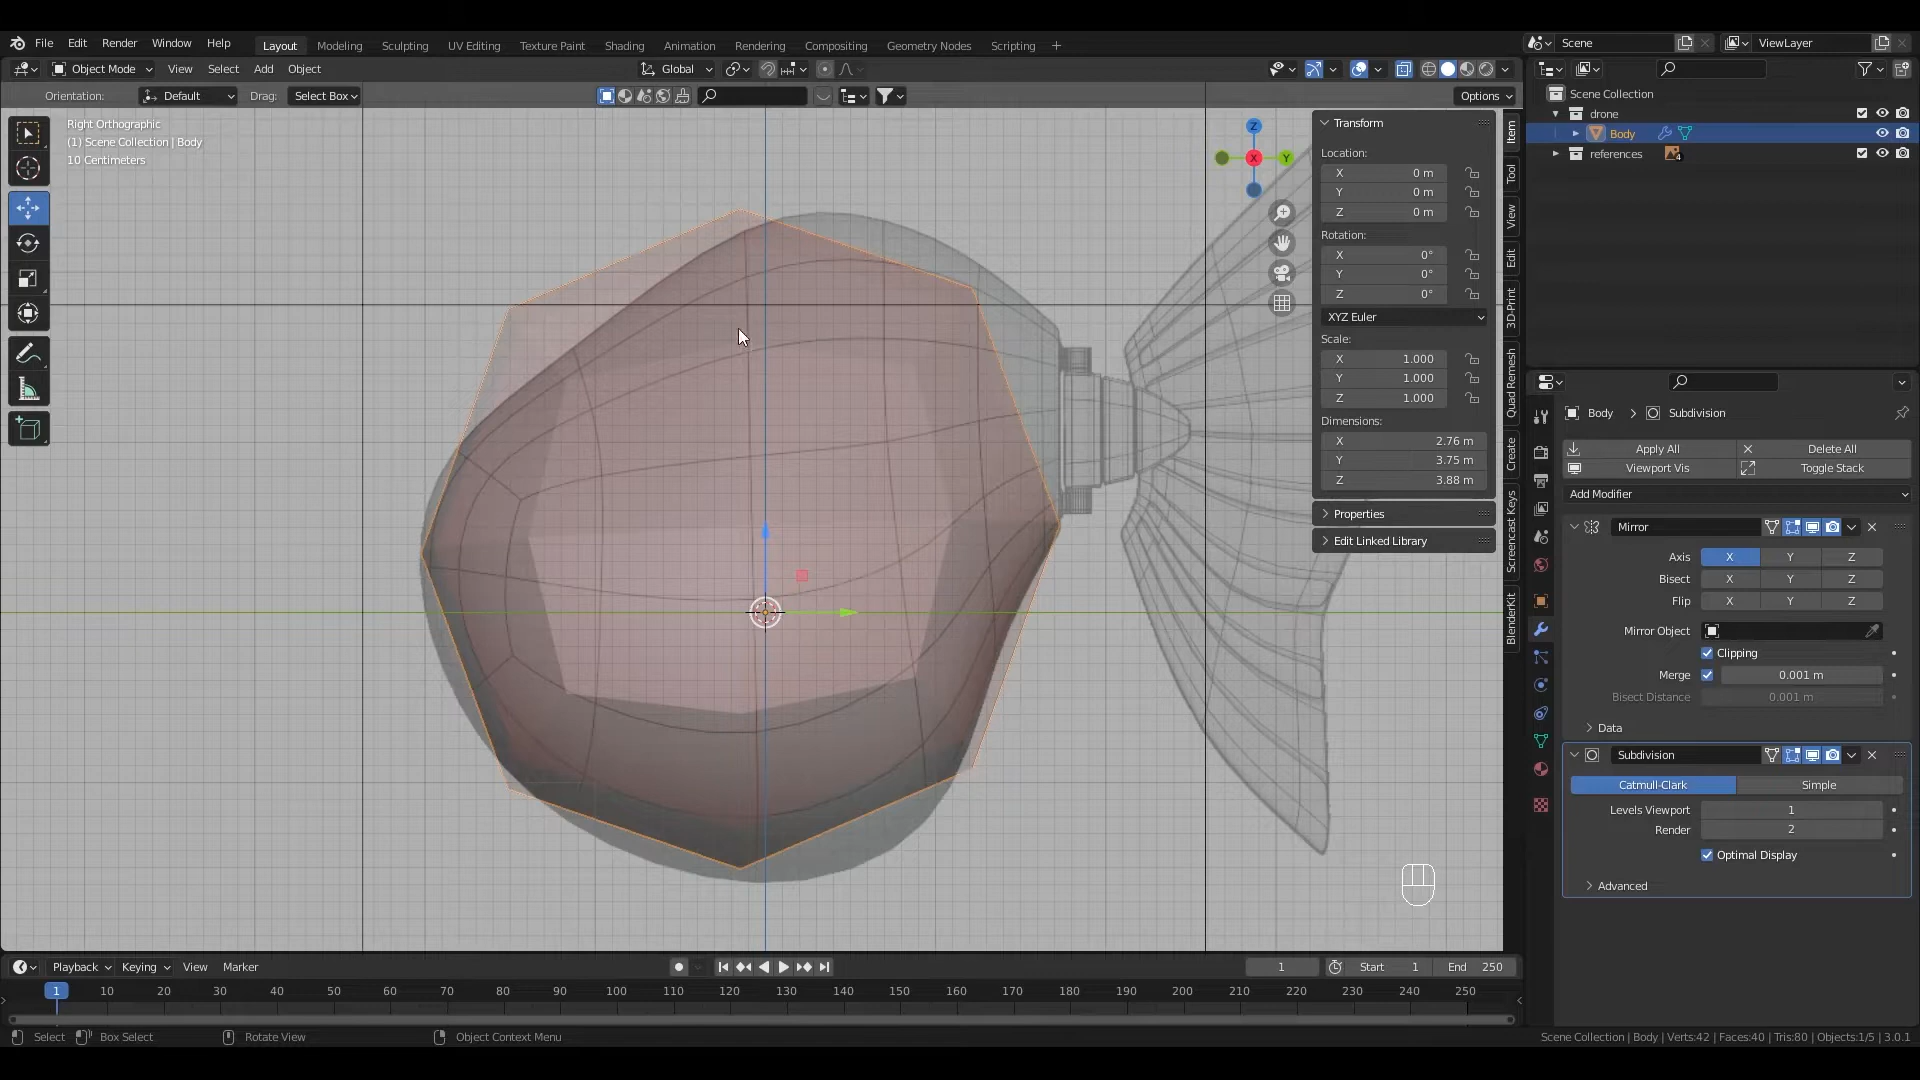 File Edit Render Window Help Layout Modeling Sculpting UV Editing Texture Paint Shading Animation Rendering Compositing Geometry Nodes Scripting + Scene ViewLayer
Object Mode View Select Add Object Global
Orientation: Default Drag: Select Box Options
Right Orthographic
(1) Scene Collection | Body
10 Centimeters
Z
X
Y
Transform
Location:
X 0 m
Y 0 m
Z 0 m
Rotation:
X 0°
Y 0°
Z 0°
XYZ Euler
Scale:
X 1.000
Y 1.000
Z 1.000
Dimensions:
X 2.76 m
Y 3.75 m
Z 3.88 m
Properties
Edit Linked Library
Item
Tool
View
Edit
3D-Print
Quad Remesh
Create
Screencast Keys
BlenderKit
Scene Collection
drone
Body
references 4
Body Subdivision
Apply All Delete All
Viewport Vis Toggle Stack
Add Modifier
Mirror
Axis X Y Z
Bisect X Y Z
Flip X Y Z
Mirror Object
Clipping
Merge 0.001 m
Bisect Distance 0.001 m
Data
Subdivision
Catmull-Clark Simple
Levels Viewport 1
Render 2
Optimal Display
Advanced
Playback Keying View Marker 1 Start 1 End 250
1 10 20 30 40 50 60 70 80 90 100 110 120 130 140 150 160 170 180 190 200 210 220 230 240 250
Select Box Select Rotate View Object Context Menu Scene Collection | Body | Verts:42 | Faces:40 | Tris:80 | Objects:1/5 | 3.0.1